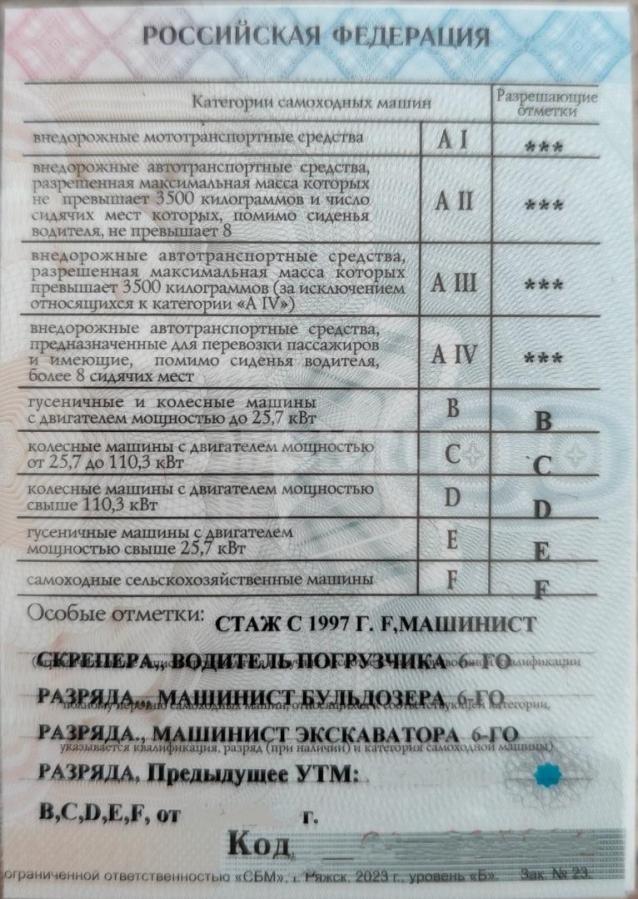 РОССИЙСКАЯ ФЕДЕРАЦИЯ
Категории самоходных машин
Разрешающие
отметки
внедорожные мототранспортные средства
A I
***
внедорожные автотранспортные средства,
разрешенная максимальная масса которых
не превышает 3500 килограммов и число
сидячих мест которых, помимо сиденья
водителя, не превышает 8
A II
***
внедорожные автотранспортные средства,
разрешенная максимальная масса которых
превышает 3500 килограммов (за исключением
относящихся к категории «A IV»)
A III
***
внедорожные автотранспортные средства,
предназначенные для перевозки пассажиров
и имеющие, помимо сиденья водителя,
более 8 сидячих мест
A IV
***
гусеничные и колесные машины
с двигателем мощностью до 25,7 кВт
B
B
колесные машины с двигателем мощностью
от 25,7 до 110,3 кВт
C
C
колесные машины с двигателем мощностью
свыше 110,3 кВт
D
D
гусеничные машины с двигателем
мощностью свыше 25,7 кВт
E
E
самоходные сельскохозяйственные машины
F
F
Особые отметки: СТАЖ С 1997 Г. F,МАШИНИСТ
СКРЕПЕРА,, ВОДИТЕЛЬ ПОГРУЗЧИКА 6-ГО
квалификации
РАЗРЯДА,, МАШИНИСТ БУЛЬДОЗЕРА 6-ГО
самоходных машин, относящихся к соответствующей категории,
РАЗРЯДА., МАШИНИСТ ЭКСКАВАТОРА 6-ГО
указывается квалификация, разряд (при наличии) и категория самоходной машины)
РАЗРЯДА, Предыдущее УТМ:
B,C,D,E,F, от г.
Код
ограниченной ответственностью «СБМ», г. Ряжск, 2023 г., уровень «Б». Зак. № 23.